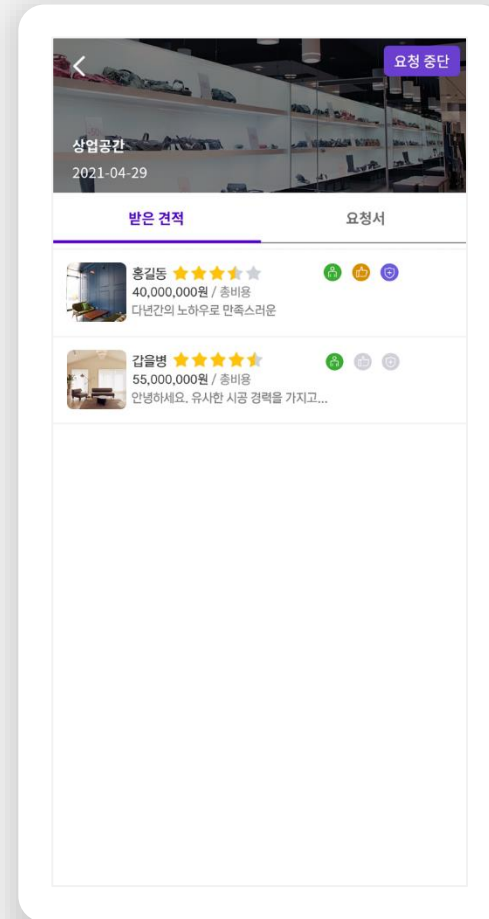 요청 중단
상업공간
2021-04-29
받은 견적
요청서
홍길동
40,000,000원 / 총비용
다년간의 노하우로 만족스러운
갑을병
55,000,000원 / 총비용
안녕하세요. 유사한 시공 경력을 가지고...